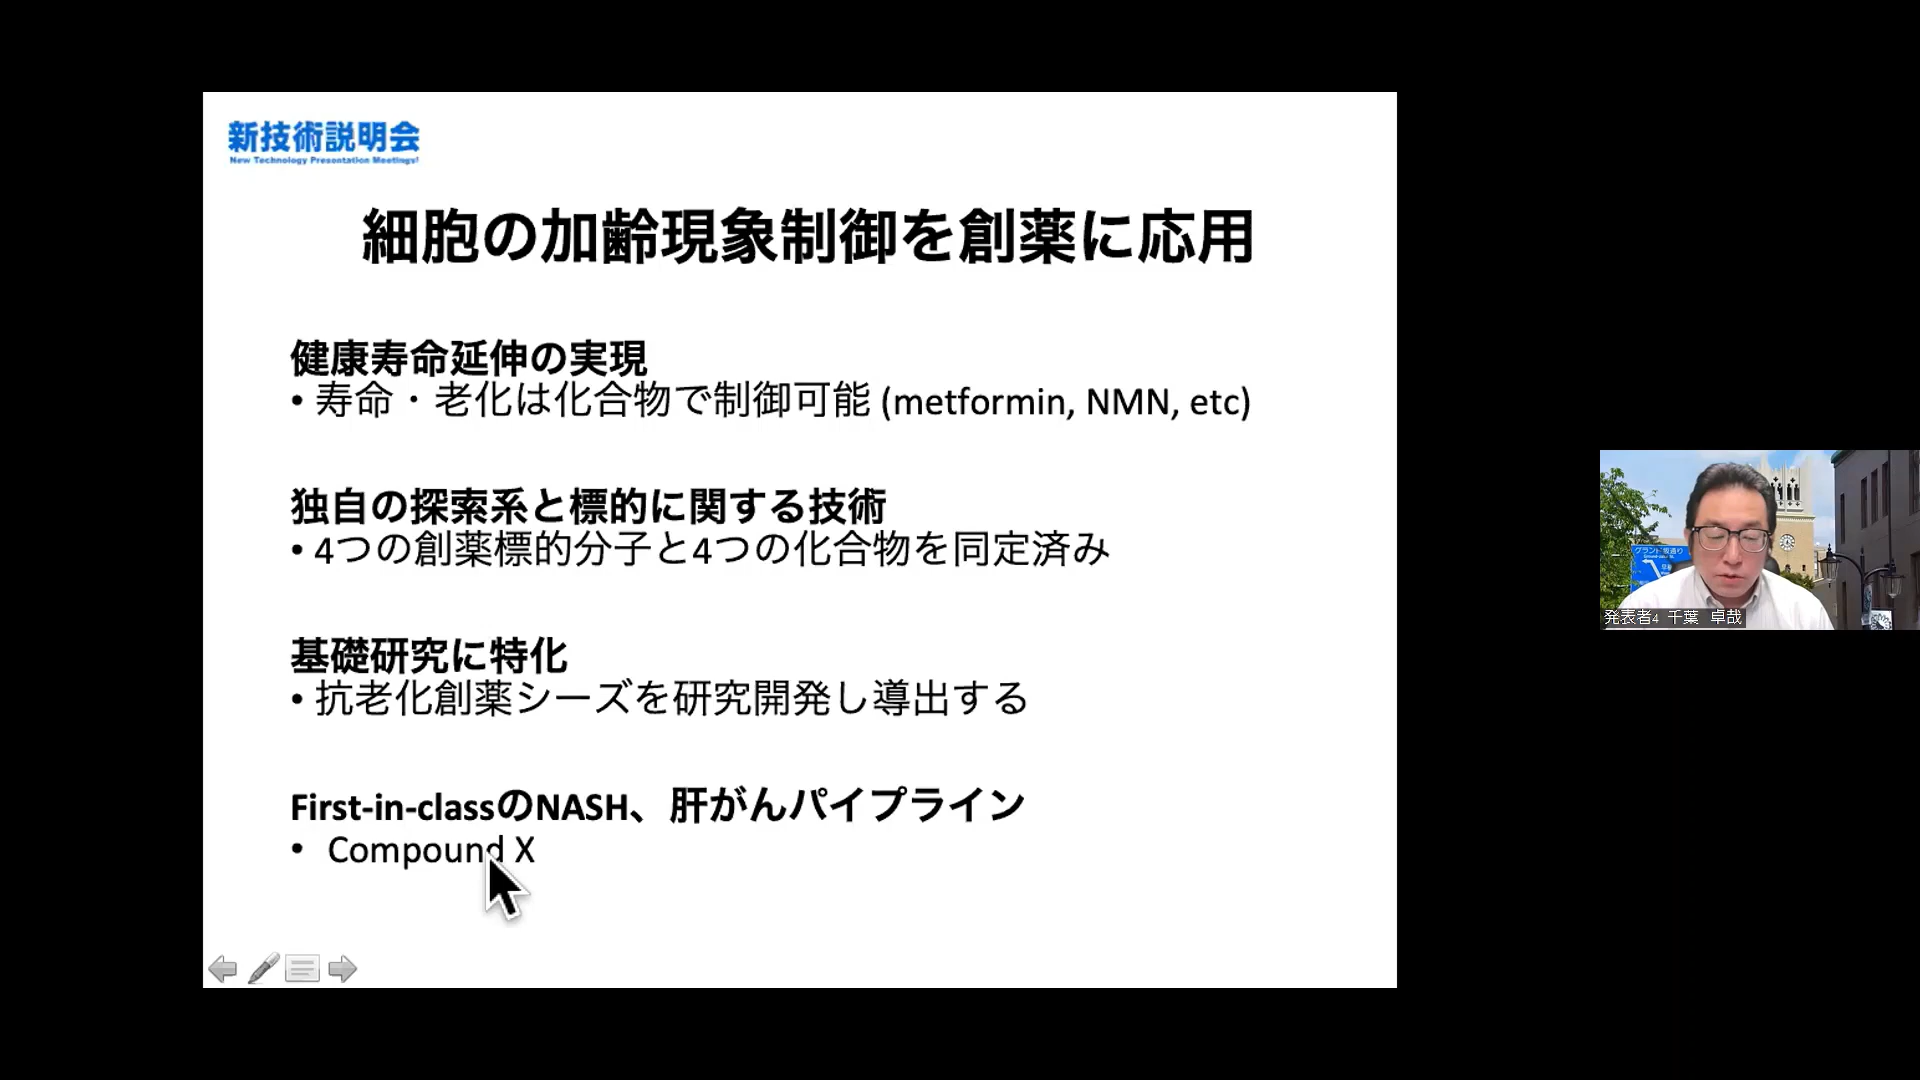 新技術説明会
New Technology Presentation Meetings!
細胞の加齢現象制御を創薬に応用
健康寿命延伸の実現
• 寿命・老化は化合物で制御可能 (metformin, NMN, etc)
独自の探索系と標的に関する技術
• 4つの創薬標的分子と4つの化合物を同定済み
基礎研究に特化
• 抗老化創薬シーズを研究開発し導出する
First-in-classのNASH、肝がんパイプライン
• Compound X
発表者4 千葉 卓哉